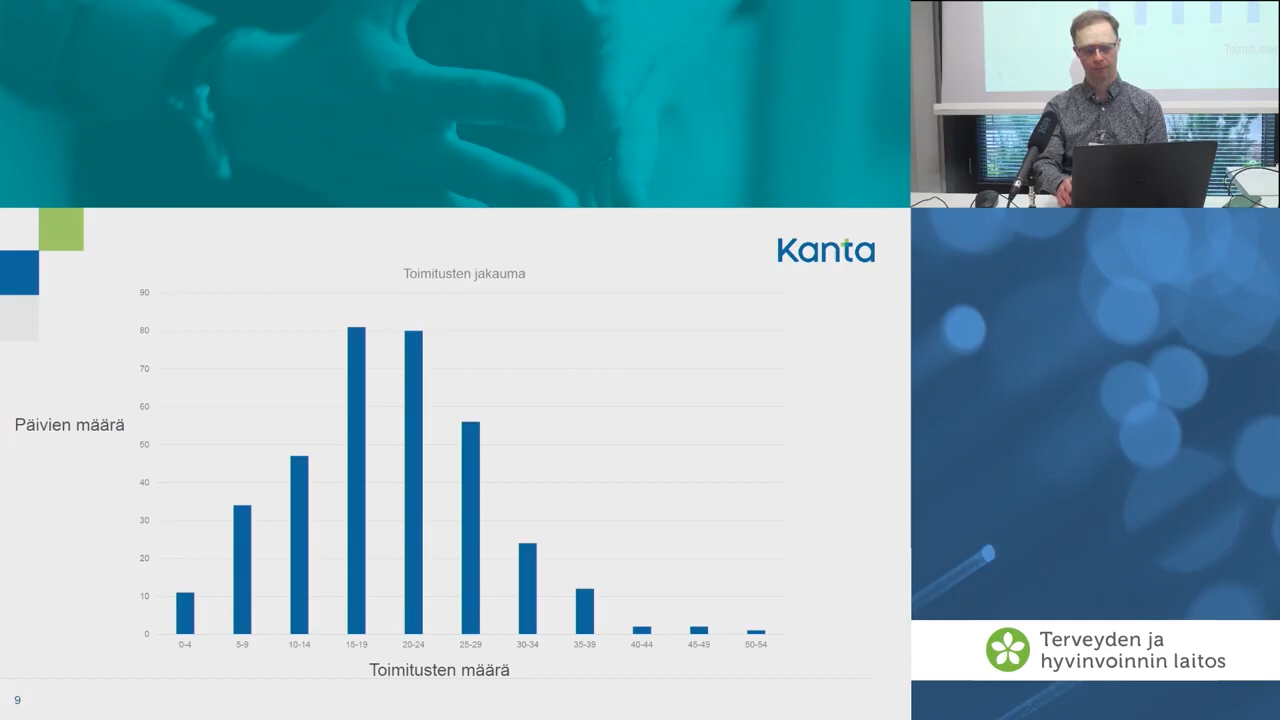 Toimitusten
Kanta
Toimitusten jakauma
90
80
70
60
50
40
30
20
10
0
Päivien määrä
0-4 5-9 10-14 15-19 20-24 25-29 30-34 35-39 40-44 45-49 50-54
Toimitusten määrä
9
Terveyden ja
hyvinvoinnin laitos